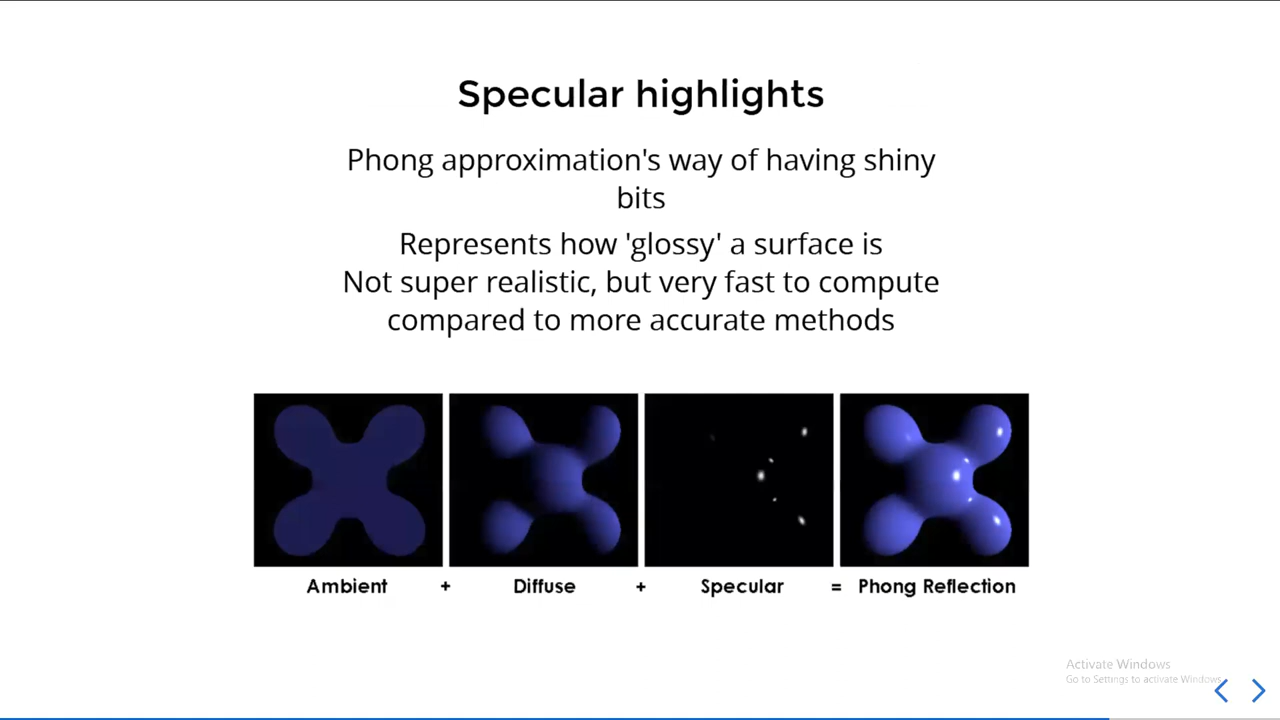 Specular highlights
Phong approximation's way of having shiny
bits
Represents how 'glossy' a surface is
Not super realistic, but very fast to compute
compared to more accurate methods
Ambient + Diffuse + Specular = Phong Reflection
Activate Windows
Go to Settings to activate Windows.